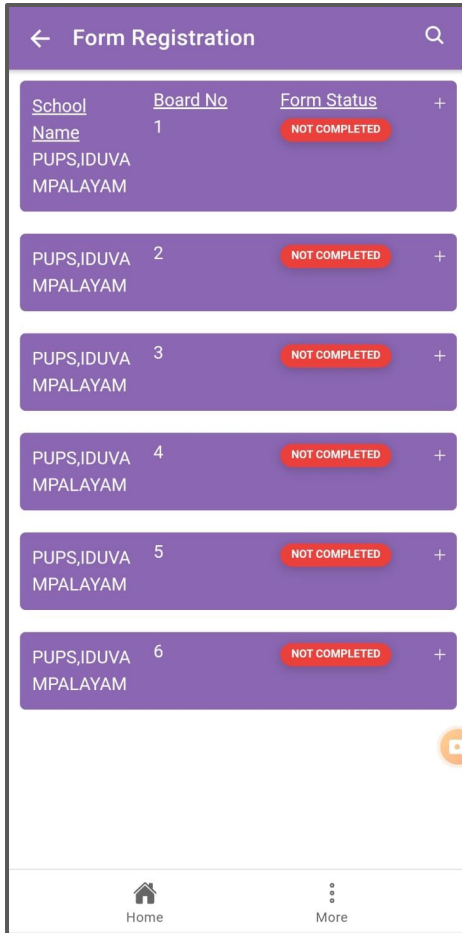 Form Registration
School Name Board No Form Status
PUPS,IDUVA
MPALAYAM 1 NOT COMPLETED +
PUPS,IDUVA
MPALAYAM 2 NOT COMPLETED +
PUPS,IDUVA
MPALAYAM 3 NOT COMPLETED +
PUPS,IDUVA
MPALAYAM 4 NOT COMPLETED +
PUPS,IDUVA
MPALAYAM 5 NOT COMPLETED +
PUPS,IDUVA
MPALAYAM 6 NOT COMPLETED +
Home More